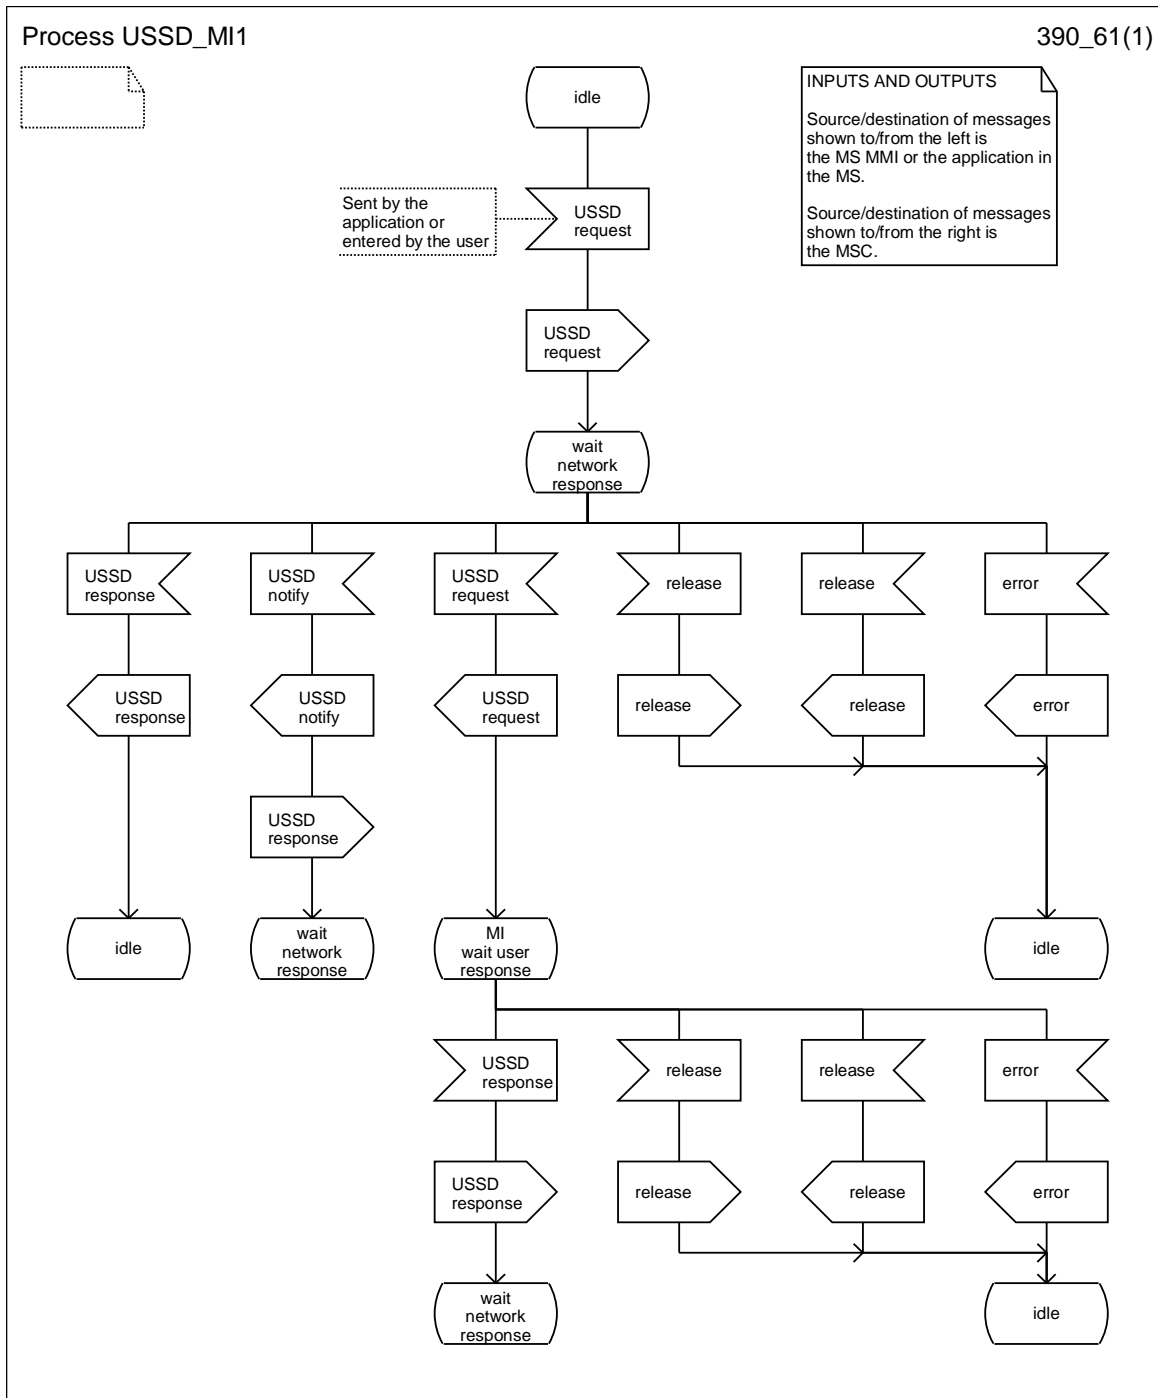 Process USSD_MI1
390_61(1)
idle
INPUTS AND OUTPUTS
Source/destination of messages
shown to/from the left is
the MS MMI or the application in
the MS.
Source/destination of messages
shown to/from the right is
the MSC.
Sent by the
application or
entered by the user
USSD
request
USSD
request
wait
network
response
USSD
response
USSD
notify
USSD
request
release
release
error
USSD
response
USSD
notify
USSD
request
release
release
error
USSD
response
idle
wait
network
response
MI
wait user
response
idle
USSD
response
release
release
error
USSD
response
release
release
error
wait
network
response
idle